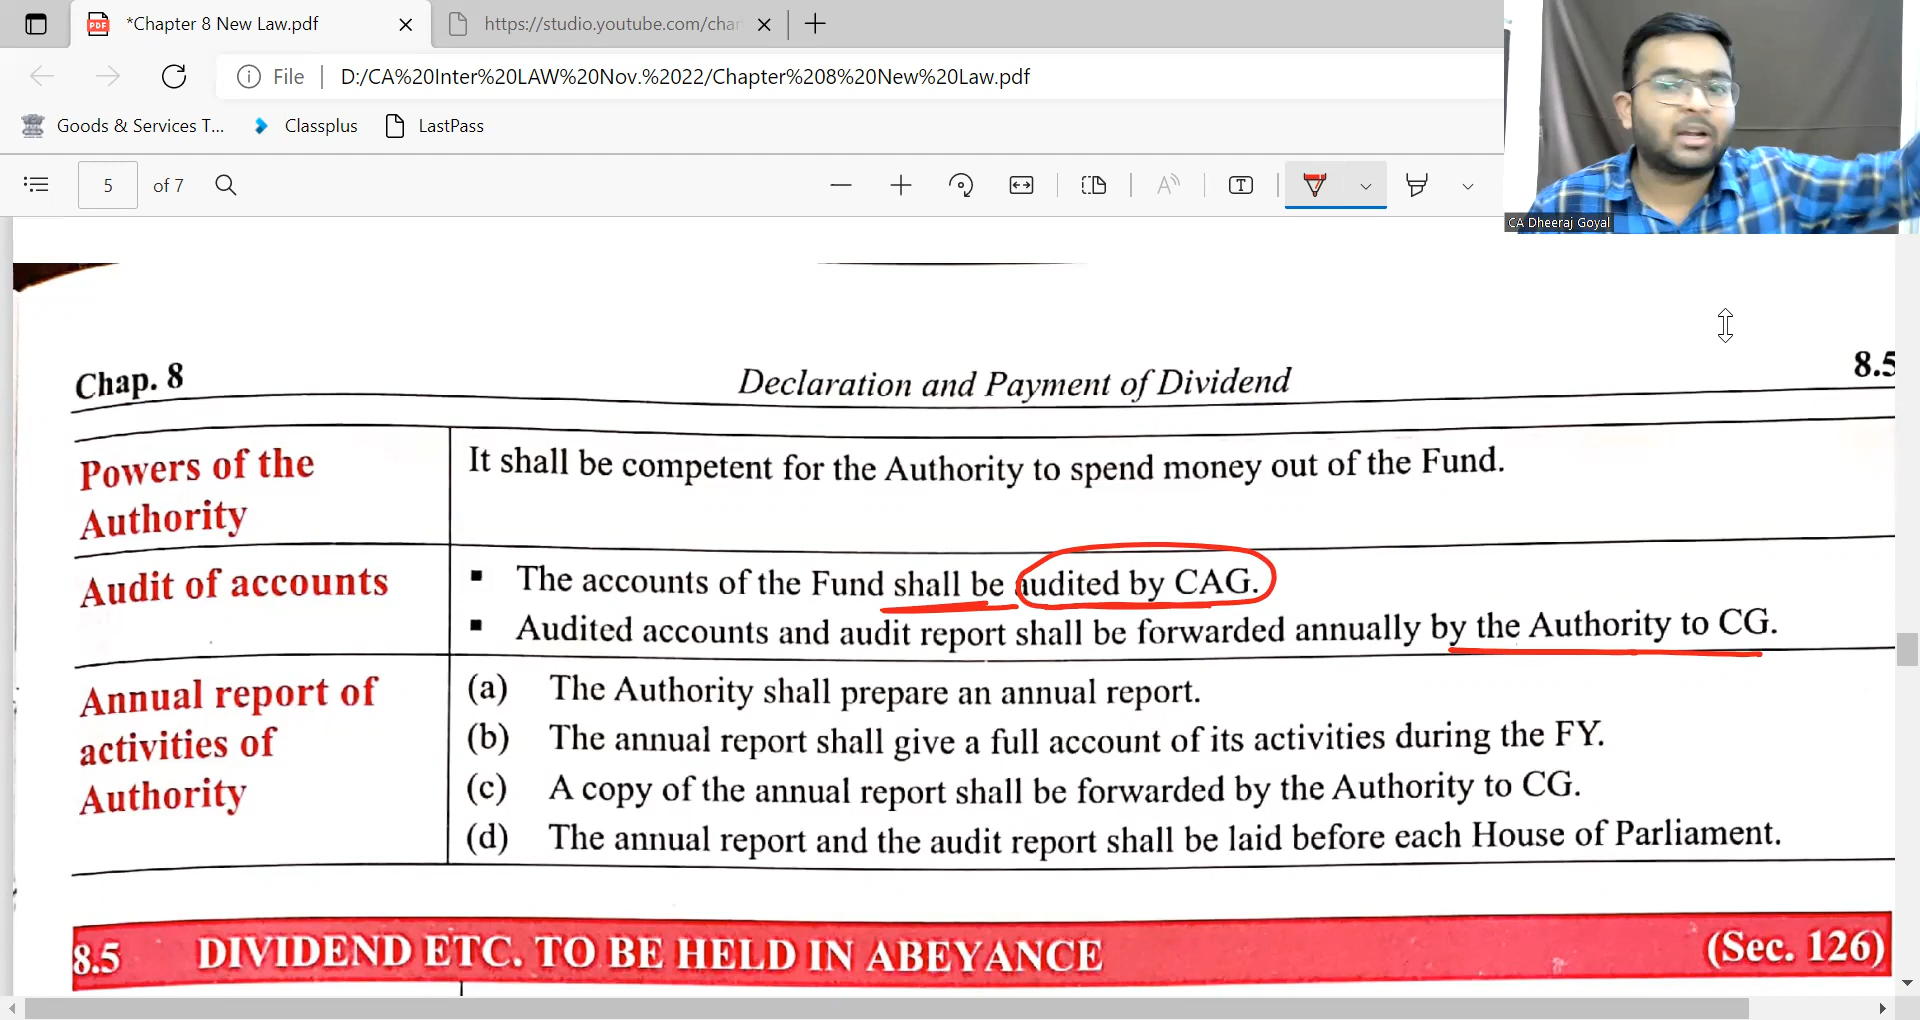 *Chapter 8 New Law.pdf
https://studio.youtube.com/char
File
D:/CA%20Inter%20LAW%20Nov.%2022/Chapter%208%20New%20Law.pdf
Goods & Services T...
Classplus
LastPass
5
of 7
CA Dheeraj Goyal
Chap. 8
Declaration and Payment of Dividend
8.5
Powers of the
Authority
It shall be competent for the Authority to spend money out of the Fund.
Audit of accounts
▪ The accounts of the Fund shall be audited by CAG.
▪ Audited accounts and audit report shall be forwarded annually by the Authority to CG.
Annual report of
activities of
Authority
(a) The Authority shall prepare an annual report.
(b) The annual report shall give a full account of its activities during the FY.
(c) A copy of the annual report shall be forwarded by the Authority to CG.
(d) The annual report and the audit report shall be laid before each House of Parliament.
8.5 DIVIDEND ETC. TO BE HELD IN ABEYANCE (Sec. 126)